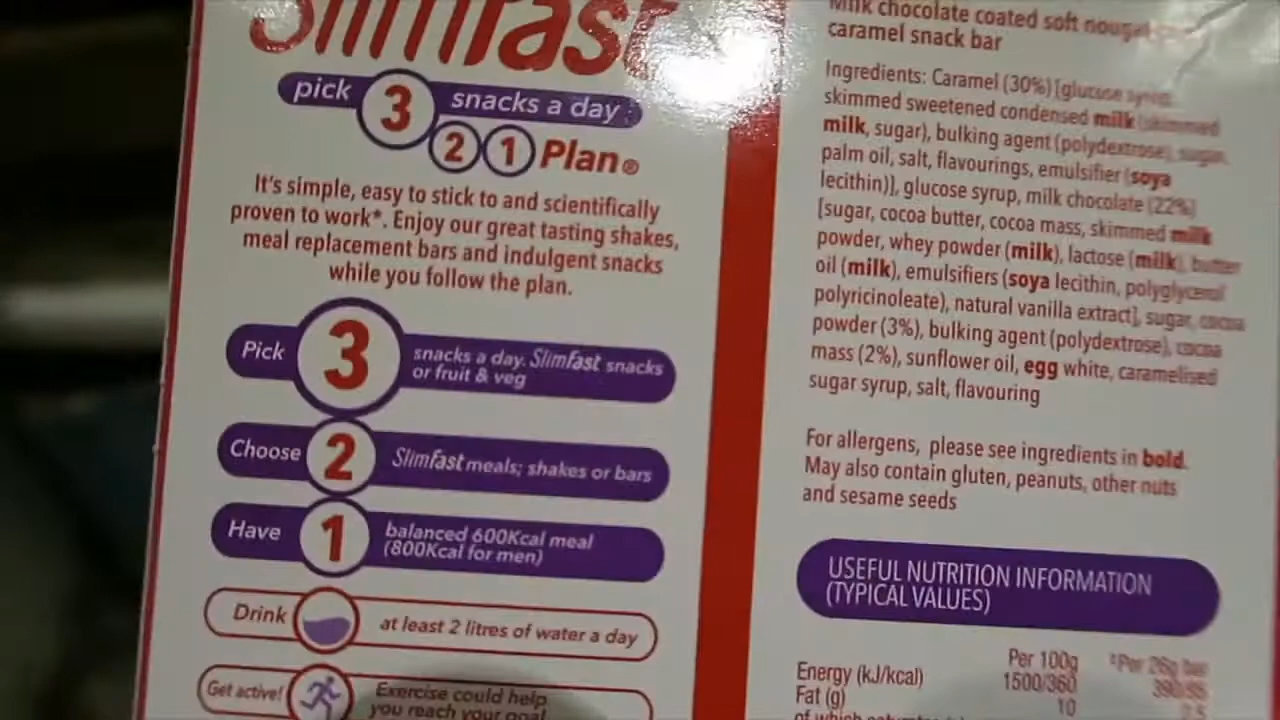 SlimFast
pick 3 snacks a day
2 1 Plan®
It's simple, easy to stick to and scientifically
proven to work*. Enjoy our great tasting shakes,
meal replacement bars and indulgent snacks
while you follow the plan.
Pick 3 snacks a day. SlimFast snacks
or fruit & veg
Choose 2 SlimFast meals; shakes or bars
Have 1 balanced 600Kcal meal
(800Kcal for men)
Drink at least 2 litres of water a day
Get active! Exercise could help
you reach your goal
Milk chocolate coated soft nougat
caramel snack bar
Ingredients: Caramel (30%) [glucose syrup,
skimmed sweetened condensed milk (skimmed
milk, sugar), bulking agent (polydextrose), sugar,
palm oil, salt, flavourings, emulsifier (soya
lecithin)], glucose syrup, milk chocolate (22%)
[sugar, cocoa butter, cocoa mass, skimmed milk
powder, whey powder (milk), lactose (milk), butter
oil (milk), emulsifiers (soya lecithin, polyglycerol
polyricinoleate), natural vanilla extract], sugar, cocoa
powder (3%), bulking agent (polydextrose), cocoa
mass (2%), sunflower oil, egg white, caramelised
sugar syrup, salt, flavouring
For allergens, please see ingredients in bold.
May also contain gluten, peanuts, other nuts
and sesame seeds
USEFUL NUTRITION INFORMATION
(TYPICAL VALUES)
Per 100g Per 26g bar
Energy (kJ/kcal) 1500/360 390/95
Fat (g) 10 2.5
of which